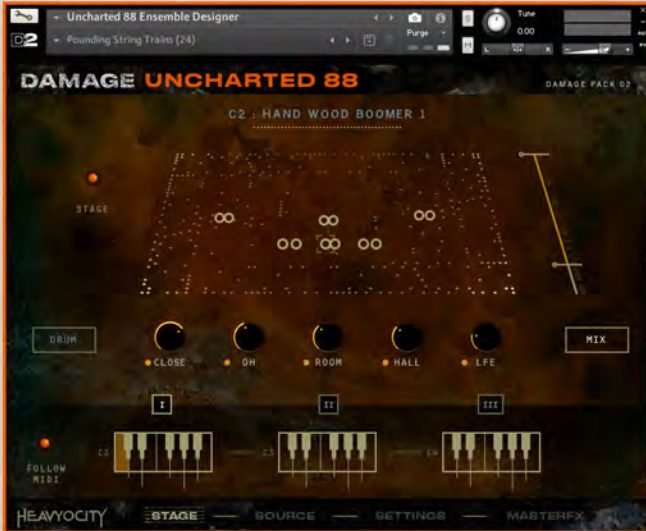 Uncharted 88 Ensemble Designer
Pounding String Trains (24)
Purge
S
M
Tune
0.00
L
R
D2
DAMAGE UNCHARTED 88
DAMAGE PACK 02
C2 : HAND WOOD BOOMER 1
STAGE
DRUM
MIX
CLOSE
OH
ROOM
HALL
LFE
I
II
III
C2
C3
C4
FOLLOW
MIDI
HEAVYOCITY
STAGE
SOURCE
SETTINGS
MASTERFX